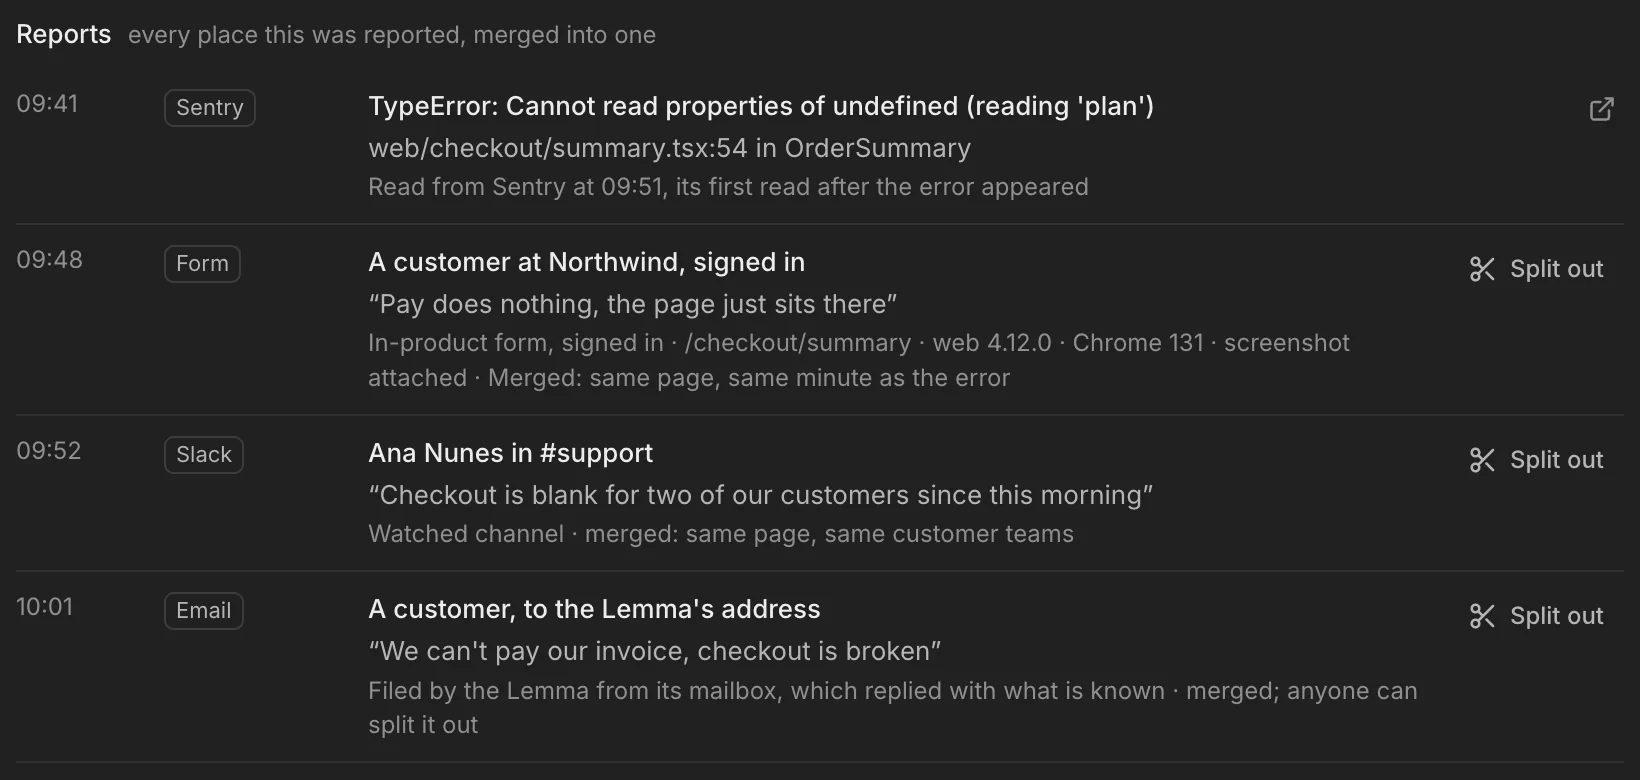 Reports every place this was reported, merged into one
09:41 Sentry TypeError: Cannot read properties of undefined (reading 'plan')
web/checkout/summary.tsx:54 in OrderSummary
Read from Sentry at 09:51, its first read after the error appeared
09:48 Form A customer at Northwind, signed in Split out
“Pay does nothing, the page just sits there”
In-product form, signed in · /checkout/summary · web 4.12.0 · Chrome 131 · screenshot
attached · Merged: same page, same minute as the error
09:52 Slack Ana Nunes in #support Split out
“Checkout is blank for two of our customers since this morning”
Watched channel · merged: same page, same customer teams
10:01 Email A customer, to the Lemma's address Split out
“We can't pay our invoice, checkout is broken”
Filed by the Lemma from its mailbox, which replied with what is known · merged; anyone can
split it out